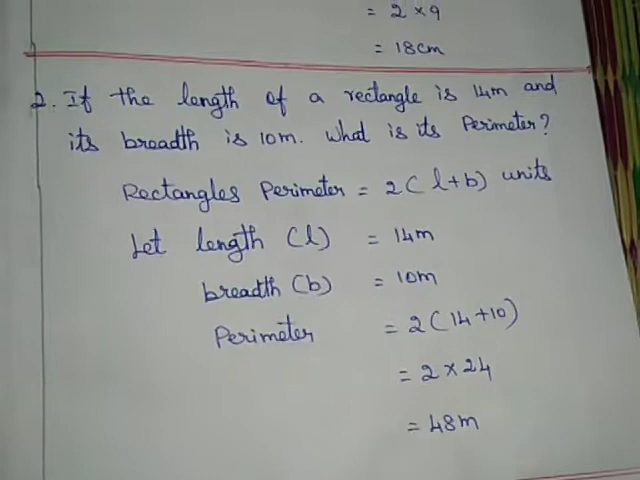 = 2 × 9
= 18cm
2. If the length of a rectangle is 14m and
its breadth is 10m. What is its Perimeter?
Rectangles Perimeter = 2(l+b) units
Let length (l) = 14m
breadth (b) = 10m
Perimeter = 2(14+10)
= 2 × 24
= 48m